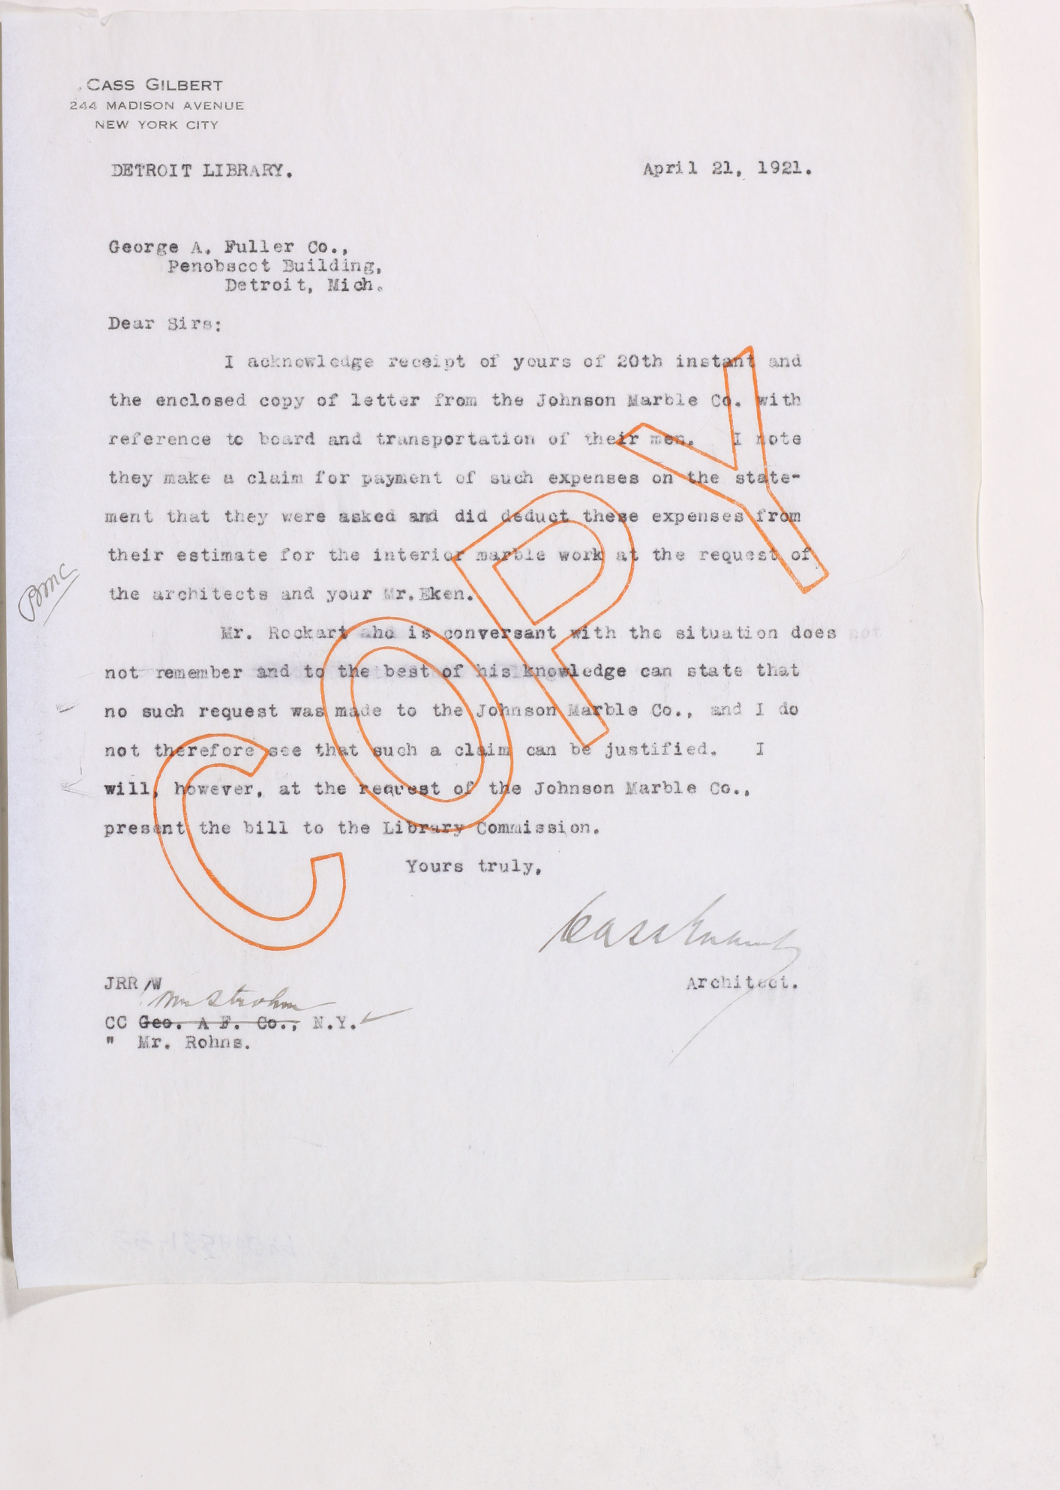 CASS GILBERT
244 MADISON AVENUE
NEW YORK CITY
DETROIT LIBRARY. April 21, 1921.
George A. Fuller Co.,
Penobscot Building,
Detroit, Mich.
Dear Sirs:
I acknowledge receipt of yours of 20th instant and
the enclosed copy of letter from the Johnson Marble Co. with
reference to board and transportation of their men. I note
they make a claim for payment of such expenses on the state-
ment that they were asked and did deduct these expenses from
their estimate for the interior marble work at the request of
the architects and your Mr. Eken.
Mr. Rockart who is conversant with the situation does
not remember and to the best of his knowledge can state that
no such request was made to the Johnson Marble Co., and I do
not therefore see that such a claim can be justified. I
will, however, at the request of the Johnson Marble Co.,
present the bill to the Library Commission.
Yours truly,
Cass Gilbert
Architect.
JRR/W
Mr Strohm
CC Geo. A F. Co., N.Y.
" Mr. Rohns.
COPY